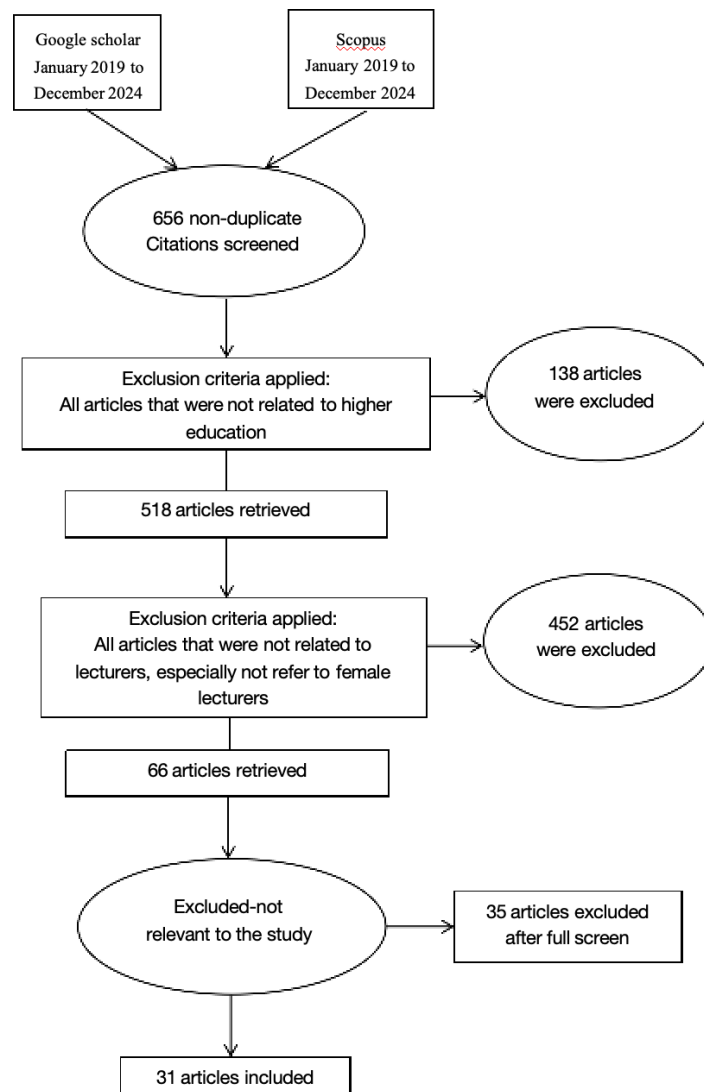 Google scholar
January 2019 to
December 2024
Scopus
January 2019 to
December 2024
656 non-duplicate
Citations screened
Exclusion criteria applied:
All articles that were not related to higher
education
138 articles
were excluded
518 articles retrieved
Exclusion criteria applied:
All articles that were not related to
lecturers, especially not refer to female
lecturers
452 articles
were excluded
66 articles retrieved
Excluded-not
relevant to the study
35 articles excluded
after full screen
31 articles included